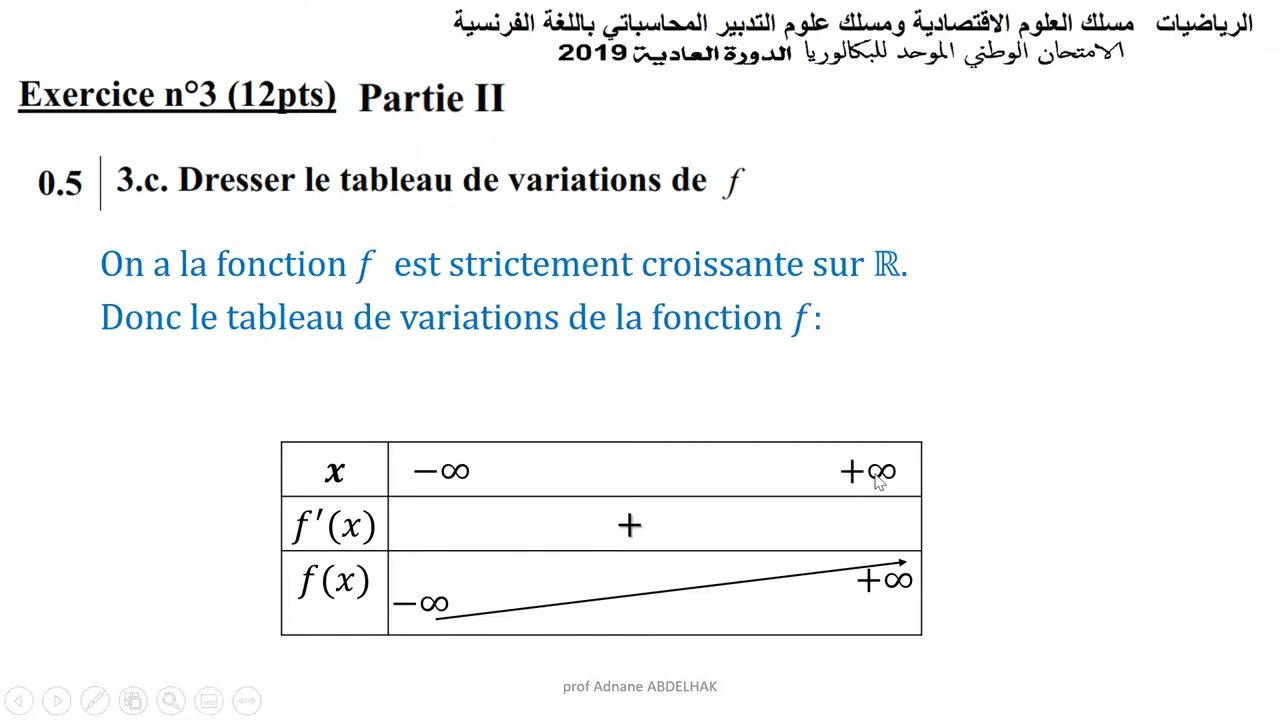 الرياضيات مسلك العلوم الاقتصادية ومسلك علوم التدبير المحاسباتي باللغة الفرنسية
الامتحان الوطني الموحد للبكالوريا الدورة العادية 2019
Exercice n°3 (12pts) Partie II
0.5 3.c. Dresser le tableau de variations de f
On a la fonction f est strictement croissante sur ℝ.
Donc le tableau de variations de la fonction f:
x −∞ +∞
f′(x) +
f(x) −∞ +∞
prof Adnane ABDELHAK